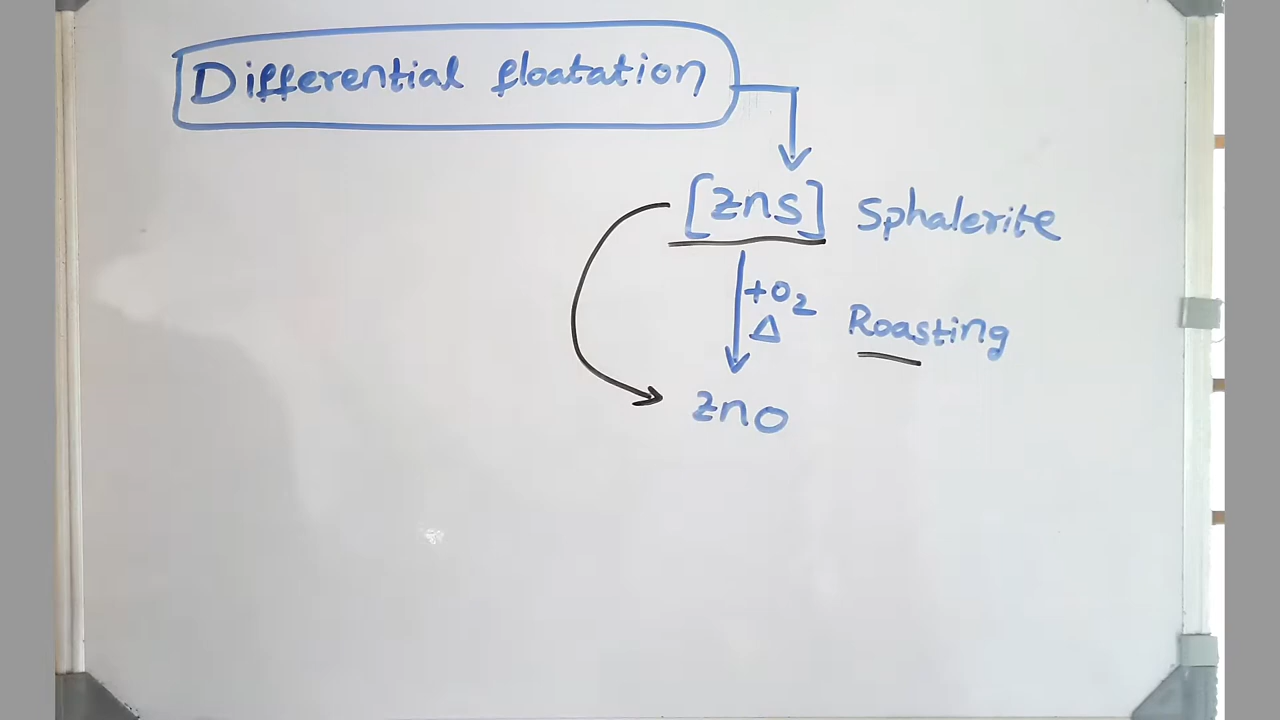 Differential floatation
[ZnS] Sphalerite
+O₂
Δ
Roasting
ZnO